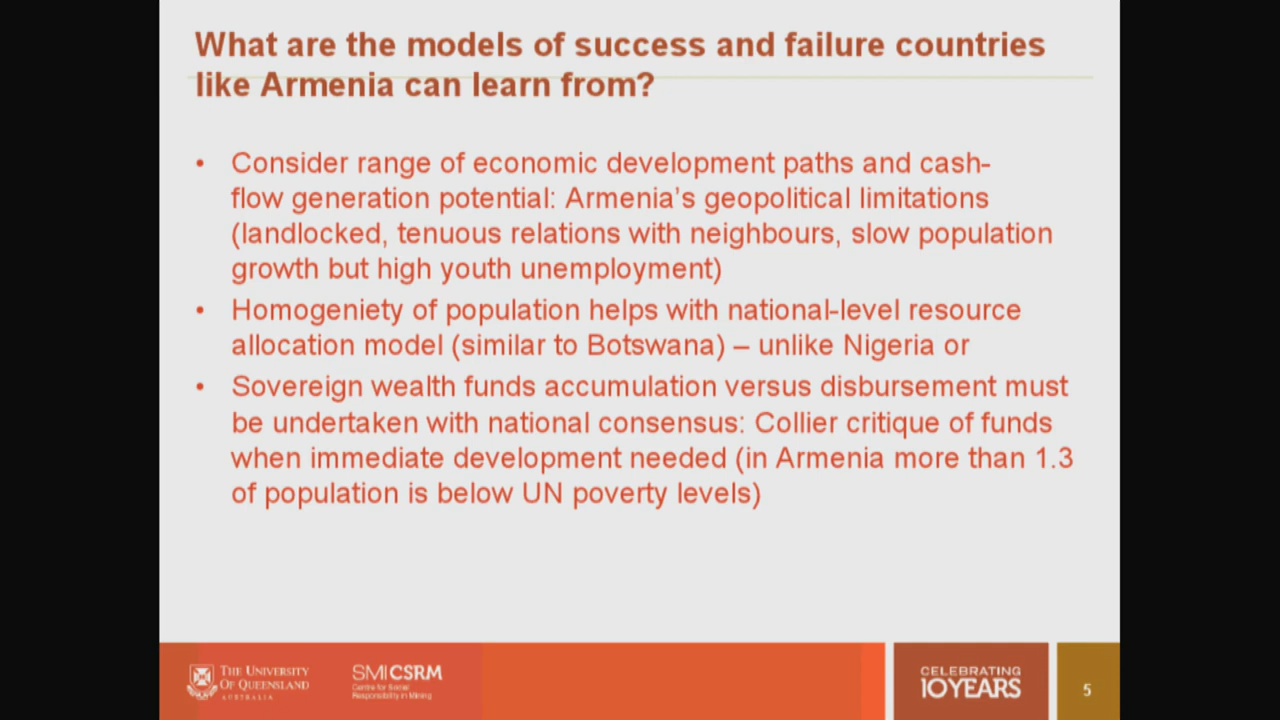 What are the models of success and failure countries
like Armenia can learn from?
• Consider range of economic development paths and cash-
flow generation potential: Armenia's geopolitical limitations
(landlocked, tenuous relations with neighbours, slow population
growth but high youth unemployment)
• Homogeniety of population helps with national-level resource
allocation model (similar to Botswana) – unlike Nigeria or
• Sovereign wealth funds accumulation versus disbursement must
be undertaken with national consensus: Collier critique of funds
when immediate development needed (in Armenia more than 1.3
of population is below UN poverty levels)
THE UNIVERSITY
OF QUEENSLAND
AUSTRALIA
SMI CSRM
Centre for Social
Responsibility in Mining
CELEBRATING
10 YEARS
5